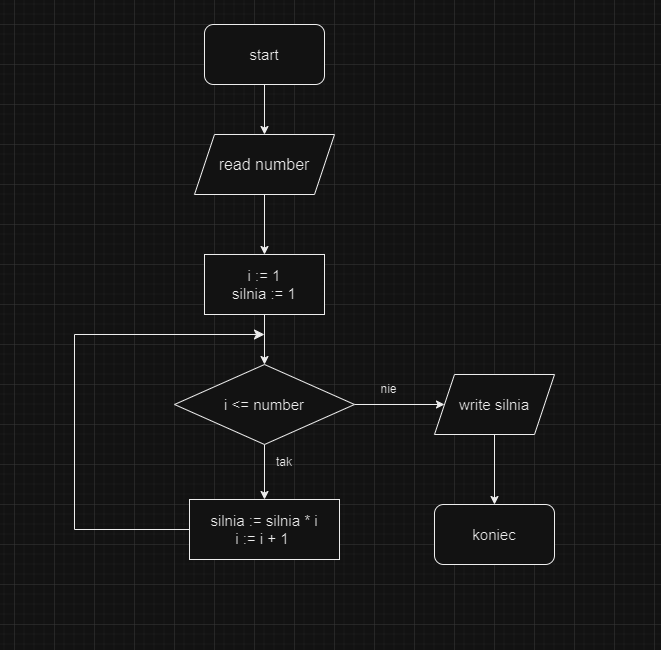 start
read number
i := 1
silnia := 1
i <= number
nie
write silnia
tak
silnia := silnia * i
i := i + 1
koniec